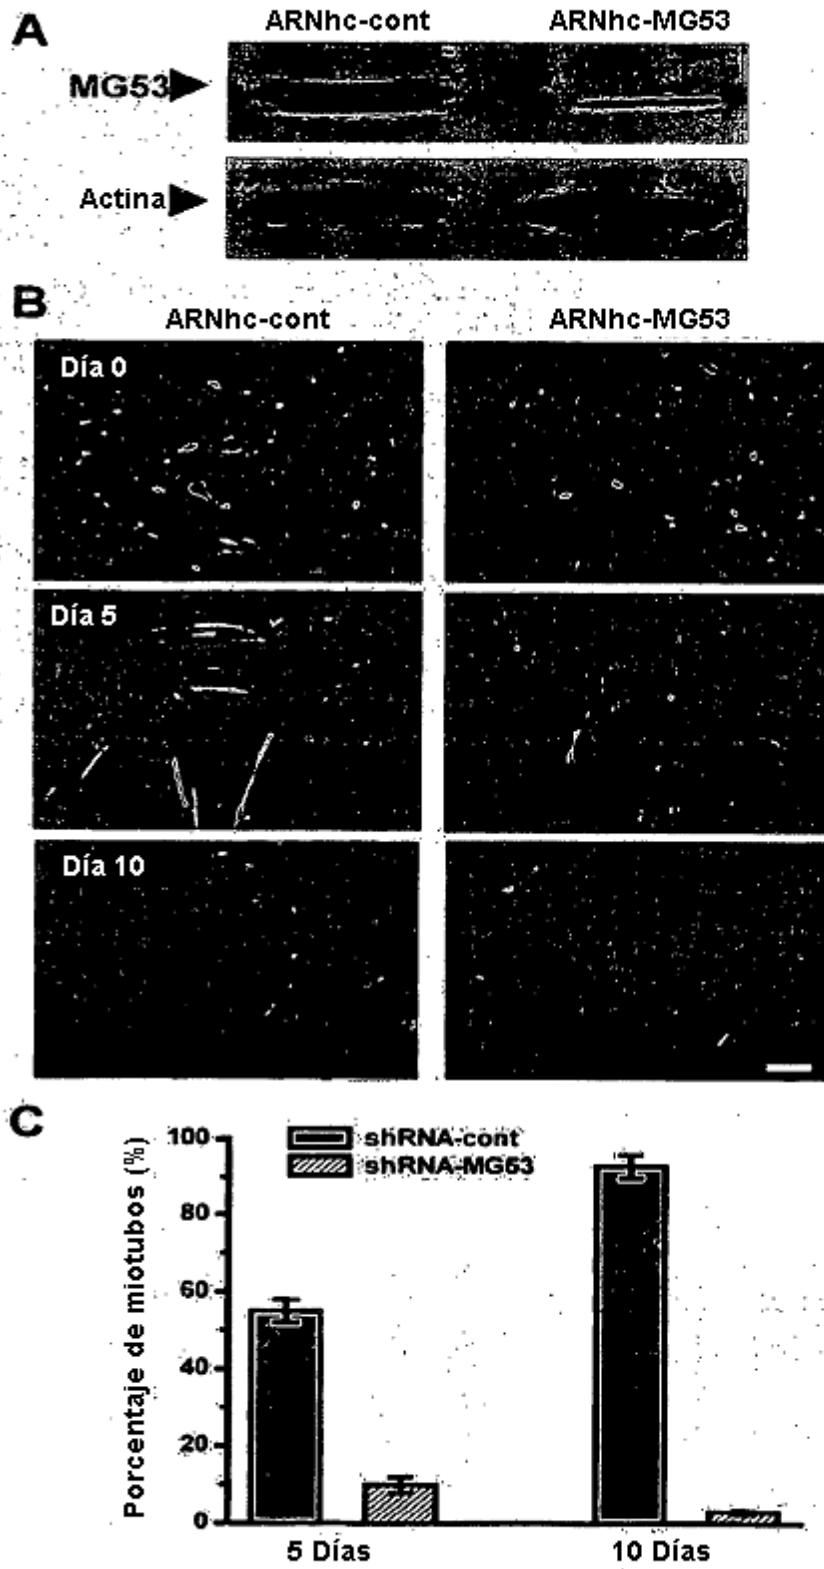 A
ARNhc-cont ARNhc-MG53
MG53
Actina
B
ARNhc-cont ARNhc-MG53
Día 0
Día 5
Día 10
C
shRNA-cont
shRNA-MG53
Porcentaje de miotubos (%)
100
80
60
40
20
0
5 Días 10 Días